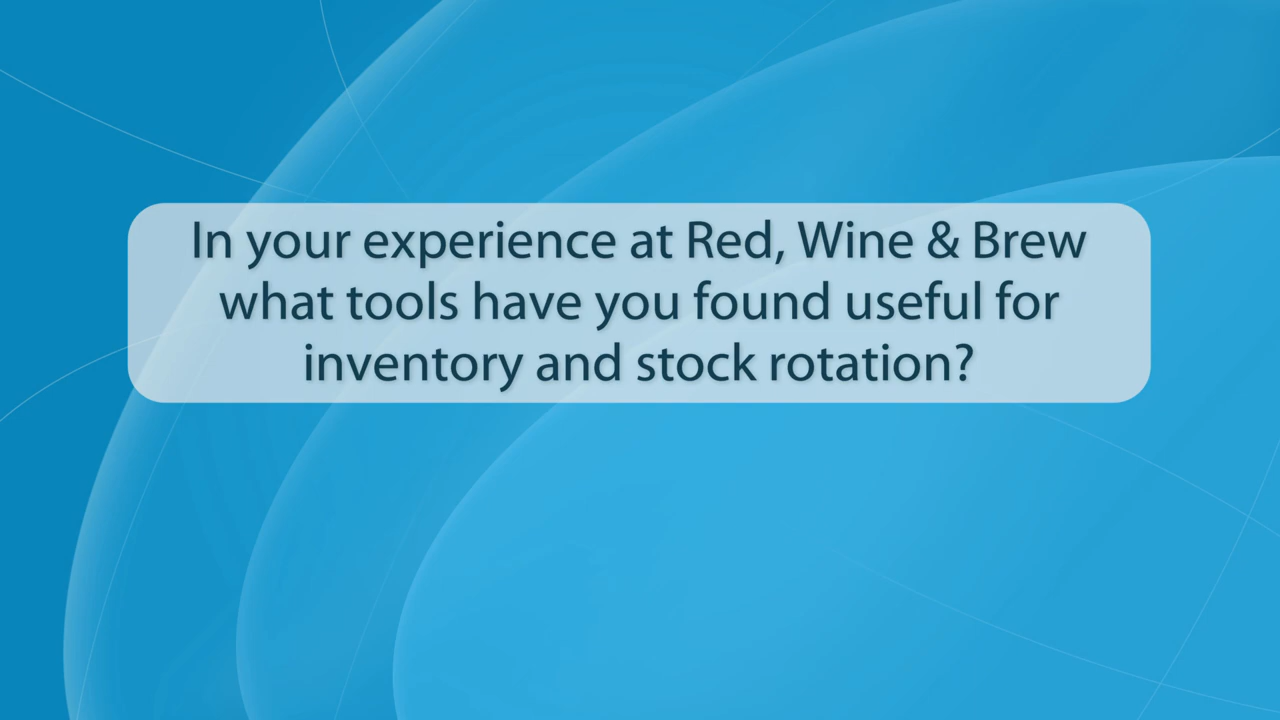 In your experience at Red, Wine & Brew
what tools have you found useful for
inventory and stock rotation?